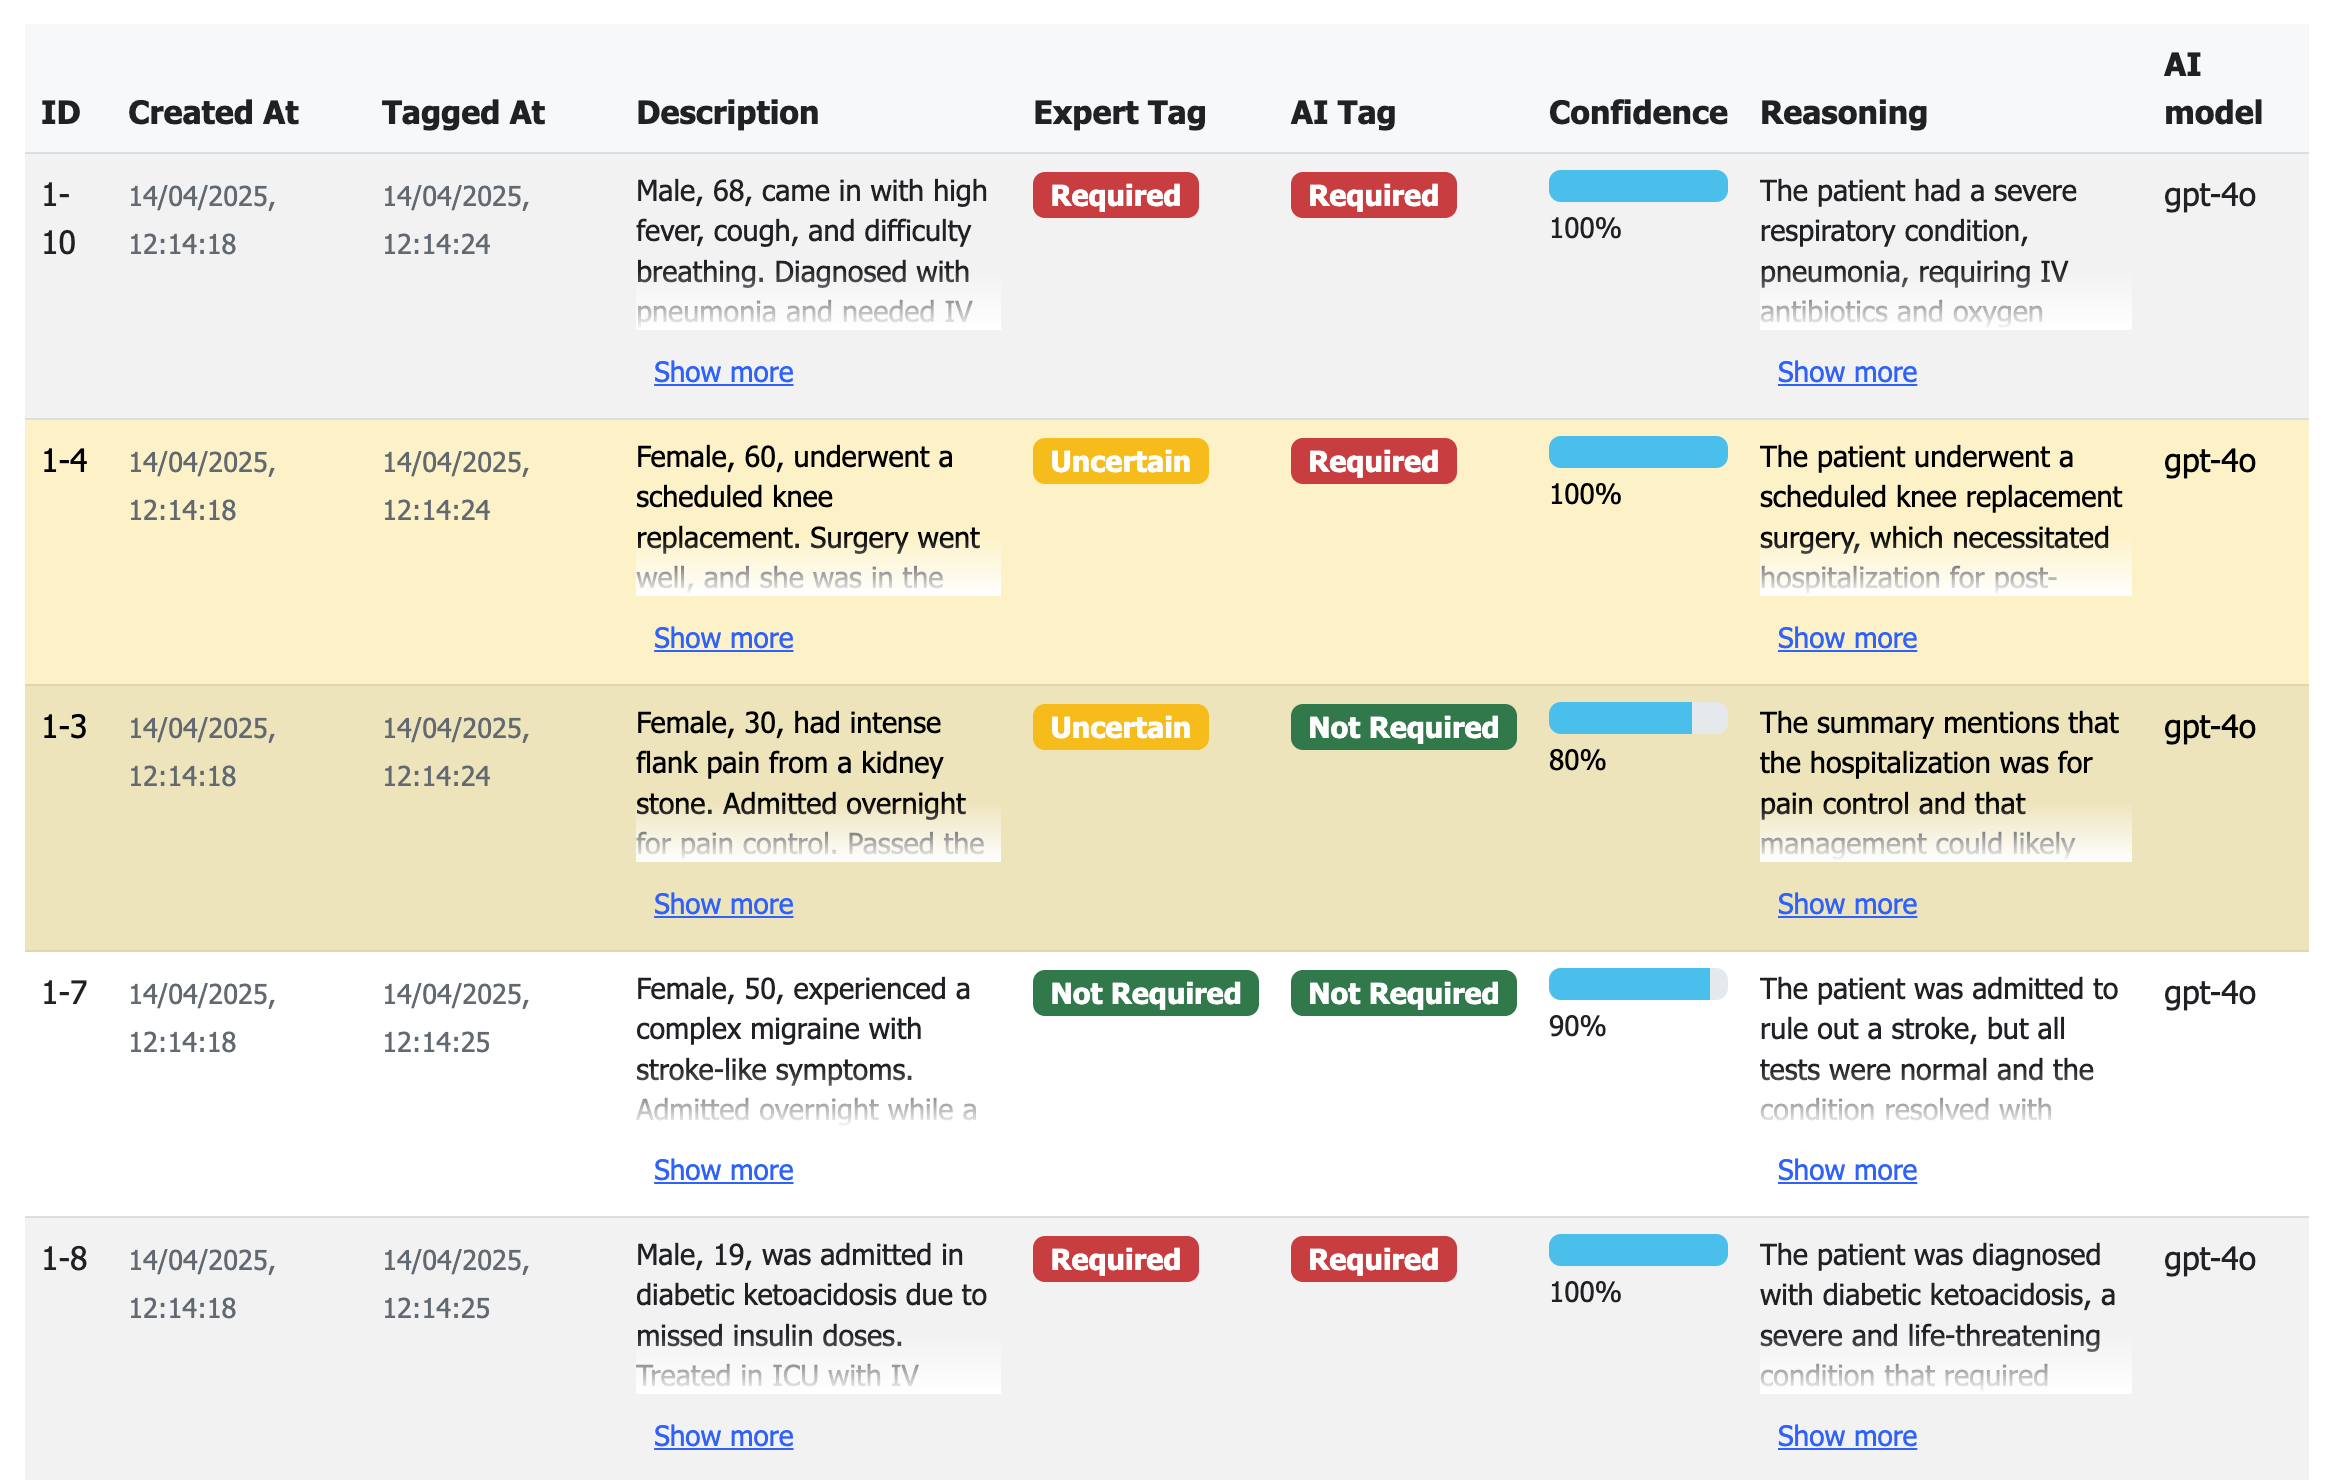 ID Created At Tagged At Description Expert Tag AI Tag Confidence Reasoning AI model
1-10
14/04/2025,
12:14:18
14/04/2025,
12:14:24
Male, 68, came in with high
fever, cough, and difficulty
breathing. Diagnosed with
pneumonia and needed IV
Show more
Required
Required
100%
The patient had a severe
respiratory condition,
pneumonia, requiring IV
antibiotics and oxygen
Show more
gpt-4o
1-4
14/04/2025,
12:14:18
14/04/2025,
12:14:24
Female, 60, underwent a
scheduled knee
replacement. Surgery went
well, and she was in the
Show more
Uncertain
Required
100%
The patient underwent a
scheduled knee replacement
surgery, which necessitated
hospitalization for post-
Show more
gpt-4o
1-3
14/04/2025,
12:14:18
14/04/2025,
12:14:24
Female, 30, had intense
flank pain from a kidney
stone. Admitted overnight
for pain control. Passed the
Show more
Uncertain
Not Required
80%
The summary mentions that
the hospitalization was for
pain control and that
management could likely
Show more
gpt-4o
1-7
14/04/2025,
12:14:18
14/04/2025,
12:14:25
Female, 50, experienced a
complex migraine with
stroke-like symptoms.
Admitted overnight while a
Show more
Not Required
Not Required
90%
The patient was admitted to
rule out a stroke, but all
tests were normal and the
condition resolved with
Show more
gpt-4o
1-8
14/04/2025,
12:14:18
14/04/2025,
12:14:25
Male, 19, was admitted in
diabetic ketoacidosis due to
missed insulin doses.
Treated in ICU with IV
Show more
Required
Required
100%
The patient was diagnosed
with diabetic ketoacidosis, a
severe and life-threatening
condition that required
Show more
gpt-4o